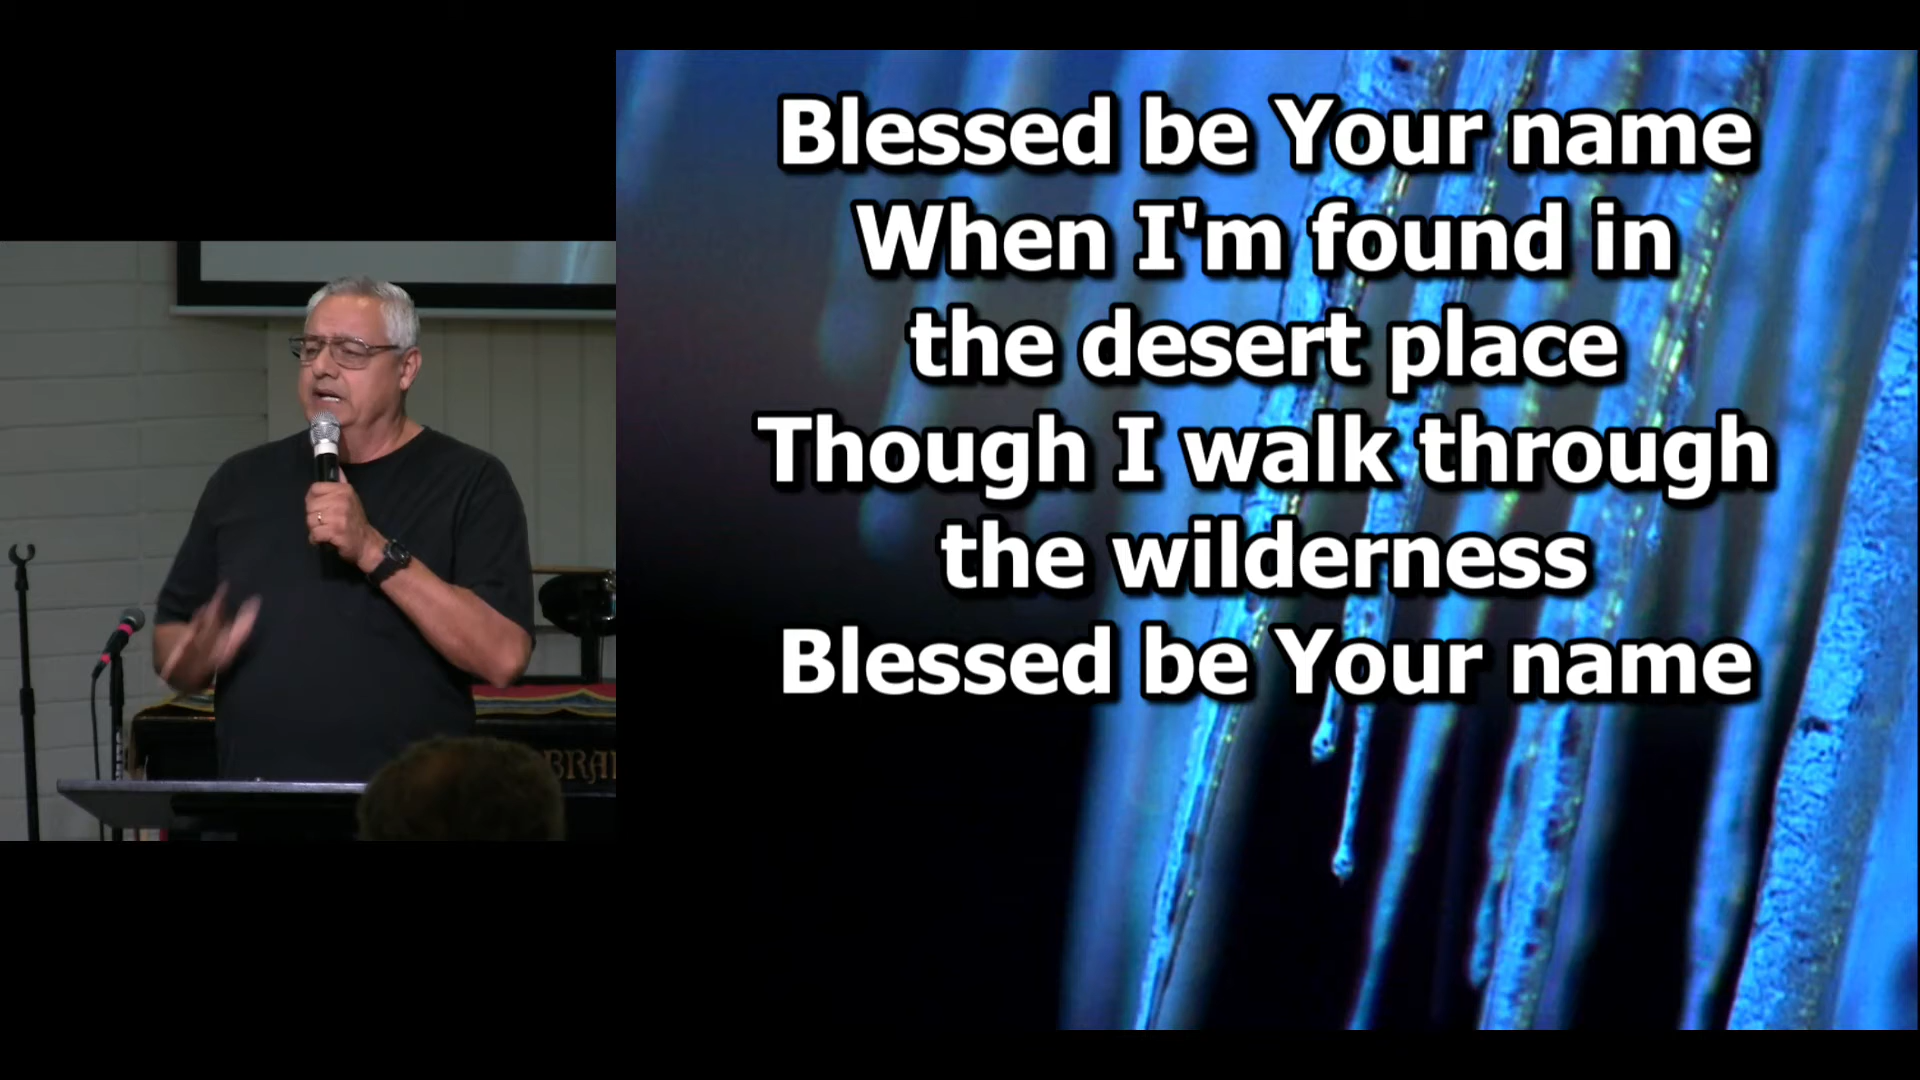 Blessed be Your name
When I'm found in
the desert place
Though I walk through
the wilderness
Blessed be Your name